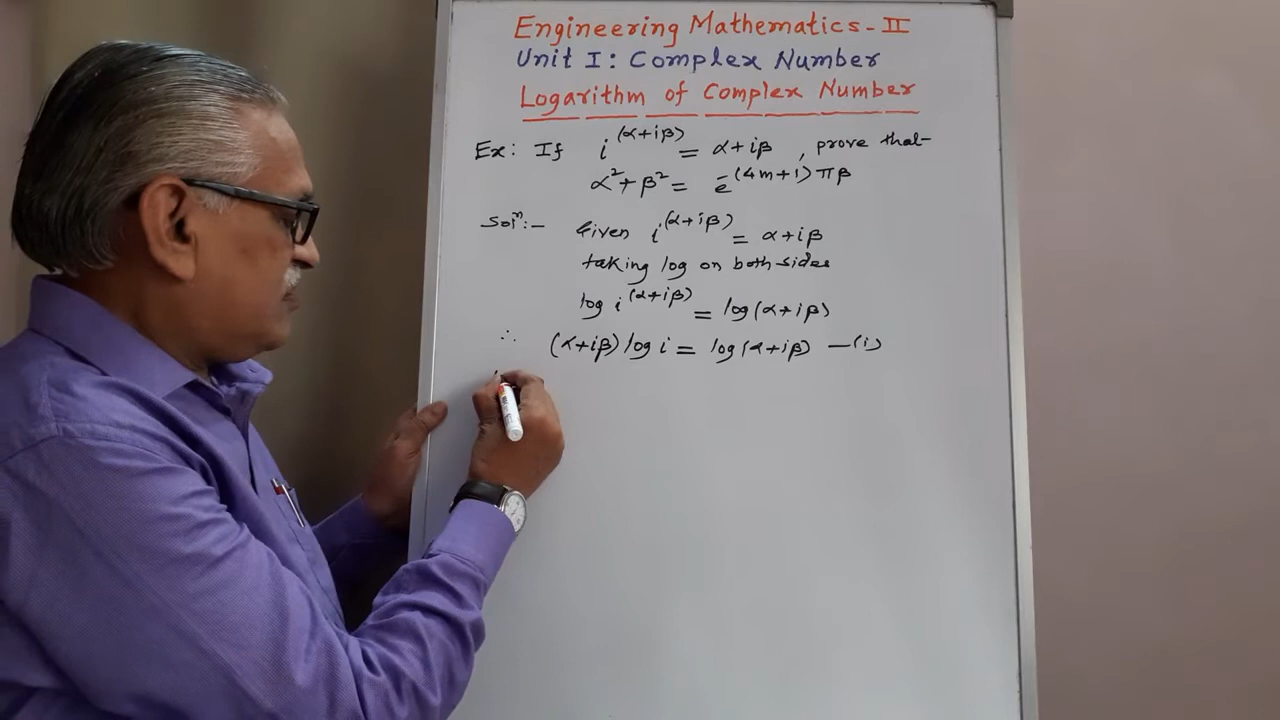 Engineering Mathematics-II
Unit I: Complex Number
Logarithm of Complex Number
Ex: If i^(α+iβ) = α+iβ, prove that
α²+β² = e^-(4m+1)πβ
Solⁿ:- Given i^(α+iβ) = α+iβ
taking log on both sides
log i^(α+iβ) = log(α+iβ)
∴ (α+iβ) log i = log(α+iβ) —(i)